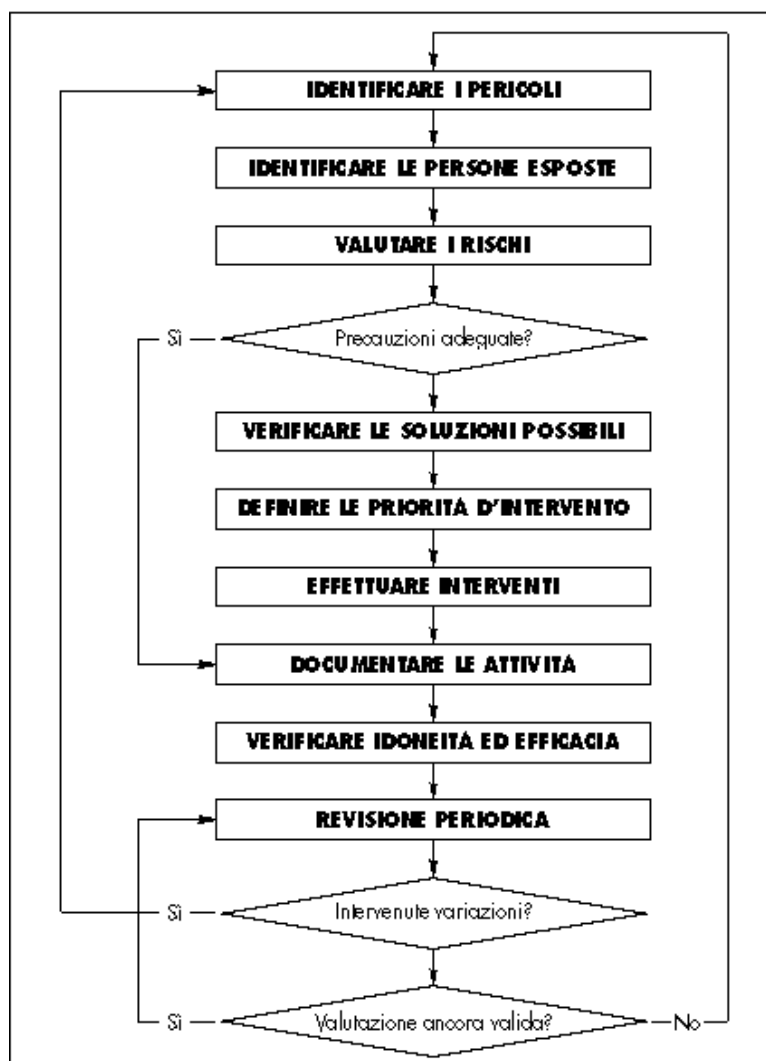 IDENTIFICARE I PERICOLI
IDENTIFICARE LE PERSONE ESPOSTE
VALUTARE I RISCHI
Sì
Precauzioni adeguate?
VERIFICARE LE SOLUZIONI POSSIBILI
DEFINIRE LE PRIORITÀ D'INTERVENTO
EFFETTUARE INTERVENTI
DOCUMENTARE LE ATTIVITÀ
VERIFICARE IDONEITÀ ED EFFICACIA
REVISIONE PERIODICA
Sì
Intervenute variazioni?
Sì
Valutazione ancora valida?
No